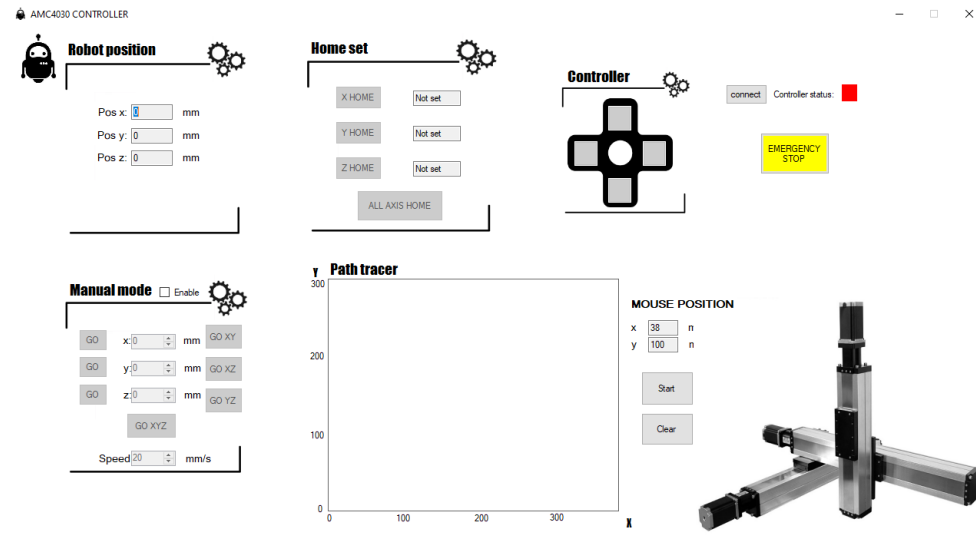 AMC4030 CONTROLLER
Robot position
Pos x: 0 mm
Pos y: 0 mm
Pos z: 0 mm
Home set
X HOME Not set
Y HOME Not set
Z HOME Not set
ALL AXIS HOME
Controller
connect Controller status:
EMERGENCY
STOP
Manual mode Enable
GO x: 0 mm GO XY
GO y: 0 mm GO XZ
GO z: 0 mm GO YZ
GO XYZ
Speed 20 mm/s
Y Path tracer
300
200
100
0
0 100 200 300 X
MOUSE POSITION
x 38
y 100
Start
Clear